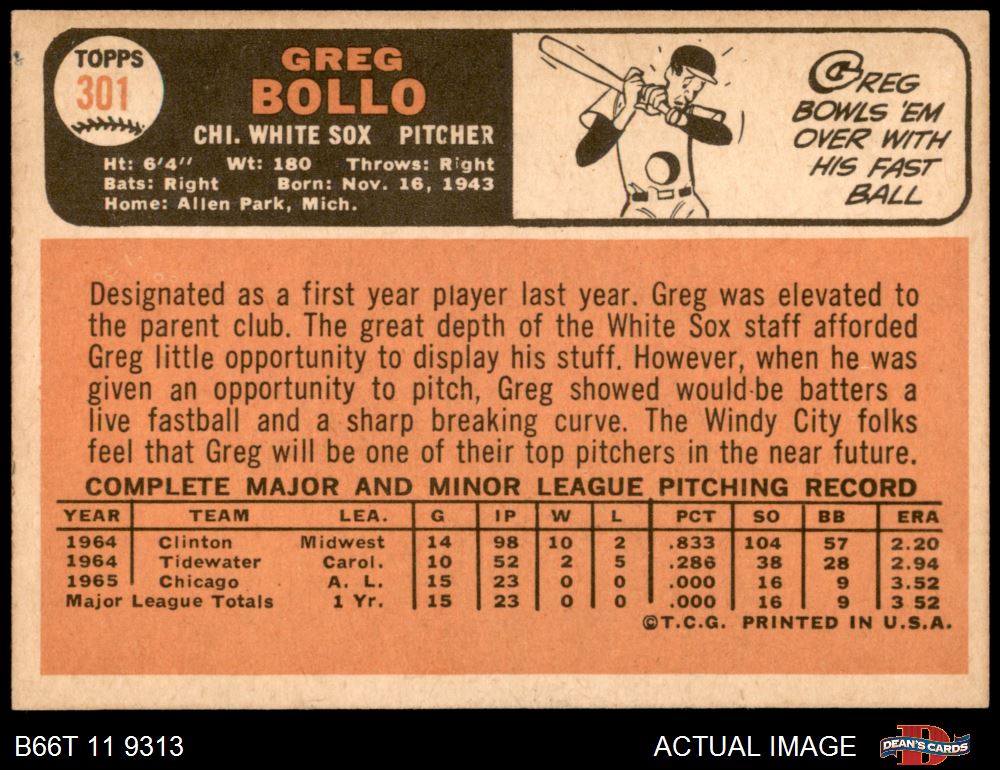 TOPPS
301
GREG
BOLLO
CHI. WHITE SOX PITCHER
Ht: 6'4" Wt: 180 Throws: Right
Bats: Right Born: Nov. 16, 1943
Home: Allen Park, Mich.
GREG
BOWLS 'EM
OVER WITH
HIS FAST
BALL
Designated as a first year player last year. Greg was elevated to
the parent club. The great depth of the White Sox staff afforded
Greg little opportunity to display his stuff. However, when he was
given an opportunity to pitch, Greg showed would-be batters a
live fastball and a sharp breaking curve. The Windy City folks
feel that Greg will be one of their top pitchers in the near future.
COMPLETE MAJOR AND MINOR LEAGUE PITCHING RECORD
YEAR TEAM LEA. G IP W L PCT SO BB ERA
1964 Clinton Midwest 14 98 10 2 .833 104 57 2.20
1964 Tidewater Carol. 10 52 2 5 .286 38 28 2.94
1965 Chicago A. L. 15 23 0 0 .000 16 9 3.52
Major League Totals 1 Yr. 15 23 0 0 .000 16 9 3 52
©T.C.G. PRINTED IN U.S.A.
B66T 11 9313 ACTUAL IMAGE DEAN'S CARDS